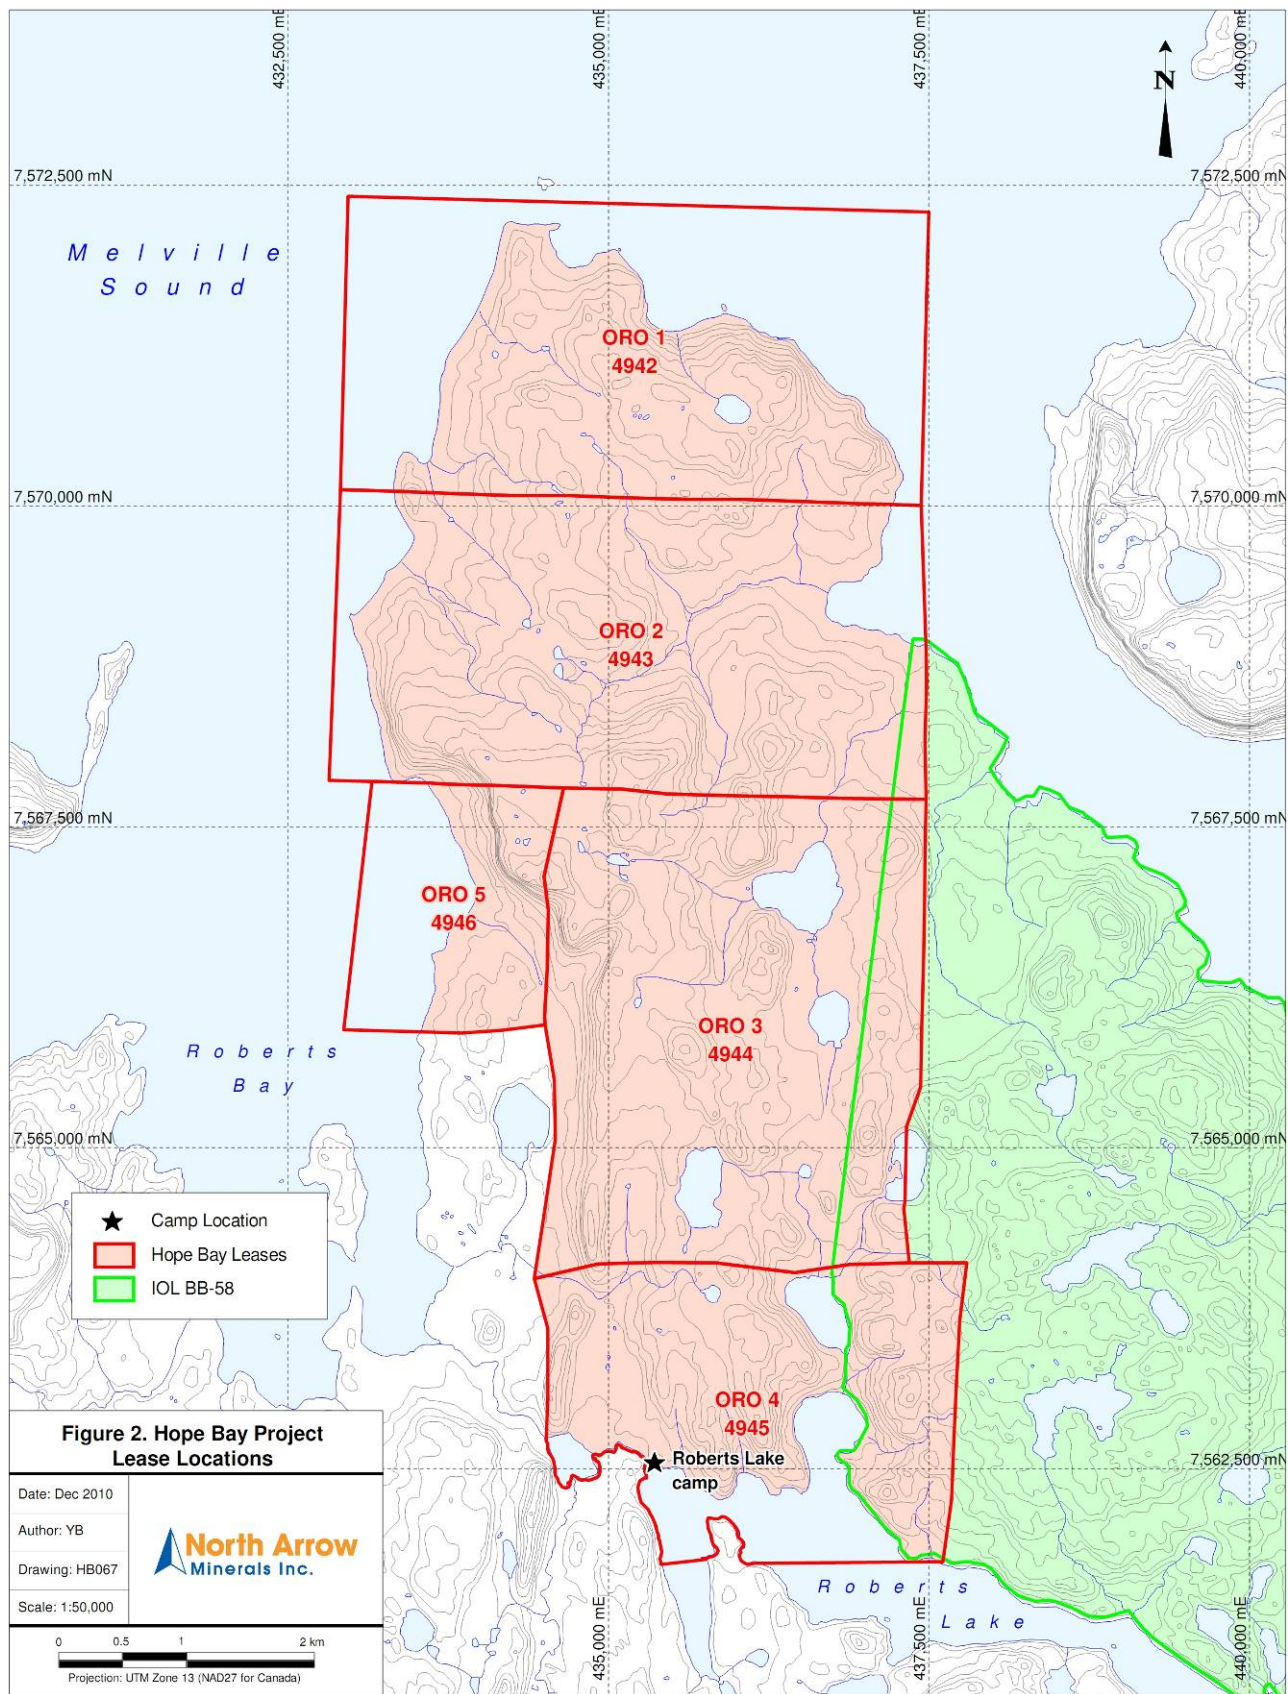 432,500 mE
435,000 mE
437,500 mE
440,000 mE
N
7,572,500 mN
7,572,500 mN
Melville
Sound
ORO 1
4942
7,570,000 mN
7,570,000 mN
ORO 2
4943
7,567,500 mN
7,567,500 mN
ORO 5
4946
ORO 3
4944
Roberts
Bay
7,565,000 mN
7,565,000 mN
Camp Location
Hope Bay Leases
IOL BB-58
ORO 4
4945
Roberts Lake
camp
7,562,500 mN
Figure 2. Hope Bay Project
Lease Locations
Date: Dec 2010
Author: YB
Drawing: HB067
Scale: 1:50,000
North Arrow
Minerals Inc.
0 0.5 1 2 km
Projection: UTM Zone 13 (NAD27 for Canada)
Roberts
Lake
435,000 mE
437,500 mE
440,000 mE